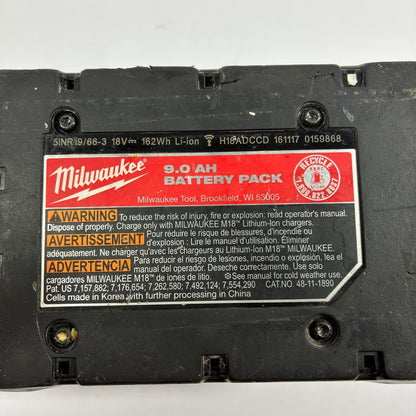 5INR19/66-3 18V⎓ 162Wh Li-ion H18ADCCD 161117 0159868
Milwaukee®
9.0 AH
BATTERY PACK
Milwaukee Tool, Brookfield, WI 53005
RECYCLE
1.800.822.8837
WARNING To reduce the risk of injury, fire or explosion: read operator's manual.
Dispose of properly. Charge only with MILWAUKEE M18™ Lithium-Ion chargers.
AVERTISSEMENT Pour réduire le risque de blessures, d'incendie ou
d'explosion : Lire le manuel d'utilisation. Eliminer
adéquatement. Ne charger qu'avec les chargeurs au Lithium-Ion M18™ MILWAUKEE.
ADVERTENCIA Para reducir el riesgo de lesiones, incendio o explosión, lea el
manual del operador. Deseche correctamente. Use solo
cargadores MILWAUKEE M18™ de iones de litio. ❄See manual for cold weather use.
Pat. US 7,157,882; 7,176,654; 7,262,580; 7,492,124; 7,554,290 CAT.NO. 48-11-1890
Cells made in Korea with further processing in China